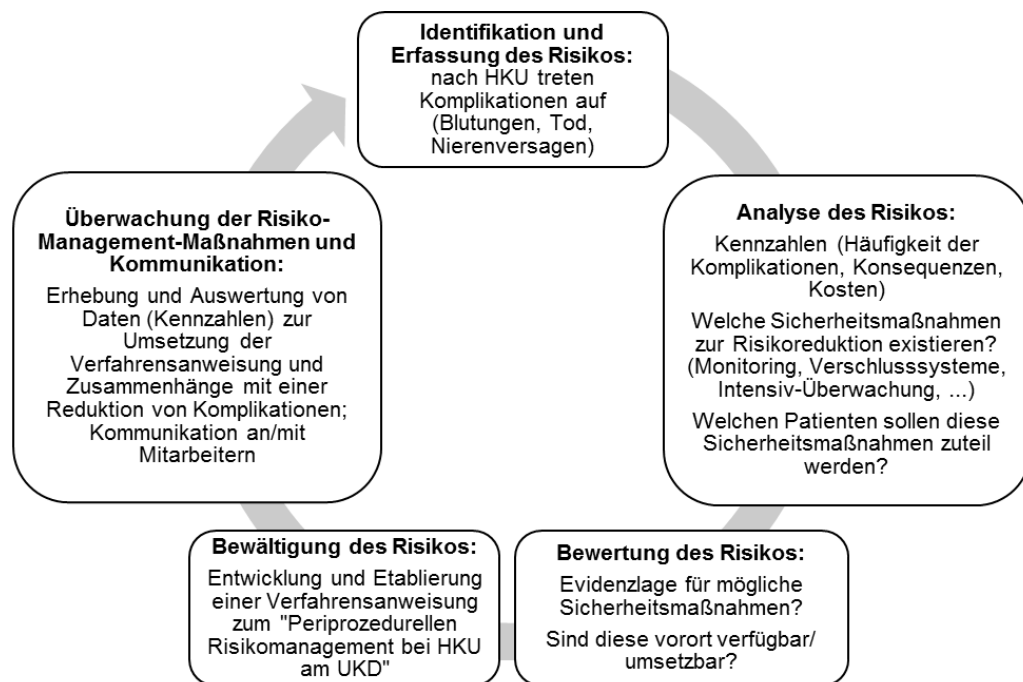 Identifikation und
Erfassung des Risikos:
nach HKU treten
Komplikationen auf
(Blutungen, Tod,
Nierenversagen)
Analyse des Risikos:
Kennzahlen (Häufigkeit der
Komplikationen, Konsequenzen,
Kosten)
Welche Sicherheitsmaßnahmen
zur Risikoreduktion existieren?
(Monitoring, Verschlusssysteme,
Intensiv-Überwachung, ...)
Welchen Patienten sollen diese
Sicherheitsmaßnahmen zuteil
werden?
Bewertung des Risikos:
Evidenzlage für mögliche
Sicherheitsmaßnahmen?
Sind diese vorort verfügbar/
umsetzbar?
Bewältigung des Risikos:
Entwicklung und Etablierung
einer Verfahrensanweisung
zum "Periprozedurellen
Risikomanagement bei HKU
am UKD"
Überwachung der Risiko-
Management-Maßnahmen und
Kommunikation:
Erhebung und Auswertung von
Daten (Kennzahlen) zur
Umsetzung der
Verfahrensanweisung und
Zusammenhänge mit einer
Reduktion von Komplikationen;
Kommunikation an/mit
Mitarbeitern